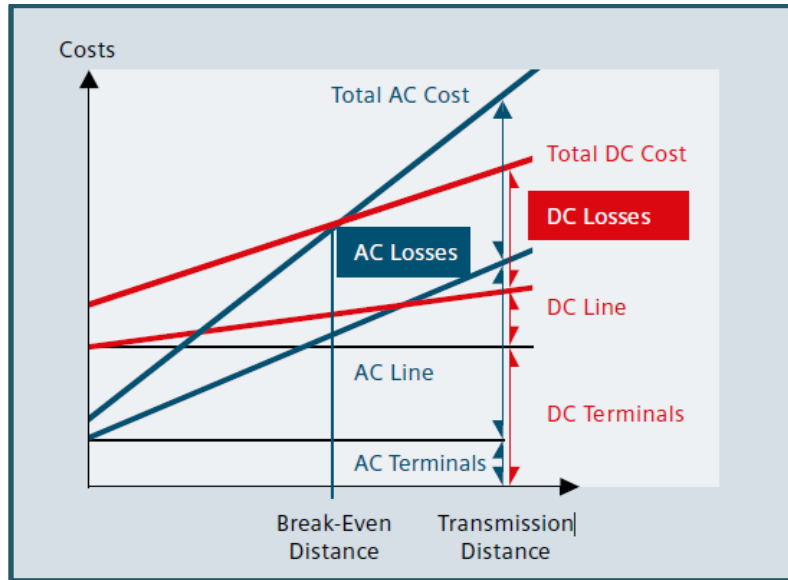 Costs
Total AC Cost
Total DC Cost
DC Losses
AC Losses
DC Line
AC Line
DC Terminals
AC Terminals
Break-Even
Distance
Transmission
Distance